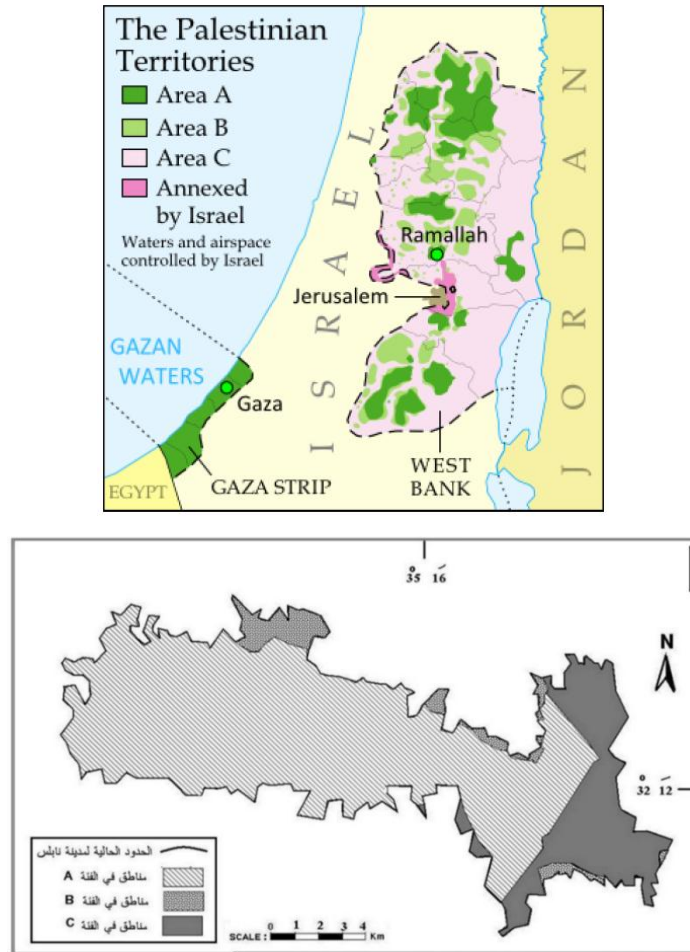 The Palestinian
Territories
Area A
Area B
Area C
Annexed
by Israel
Waters and airspace
controlled by Israel
ISRAEL
JORDAN
Ramallah
Jerusalem
GAZAN
WATERS
Gaza
EGYPT
GAZA STRIP
WEST
BANK
35 16
N
32 12
الحدود الحالية لمدينة نابلس
مناطق في الفئة A
مناطق في الفئة B
مناطق في الفئة C
SCALE : 0 1 2 3 4 Km